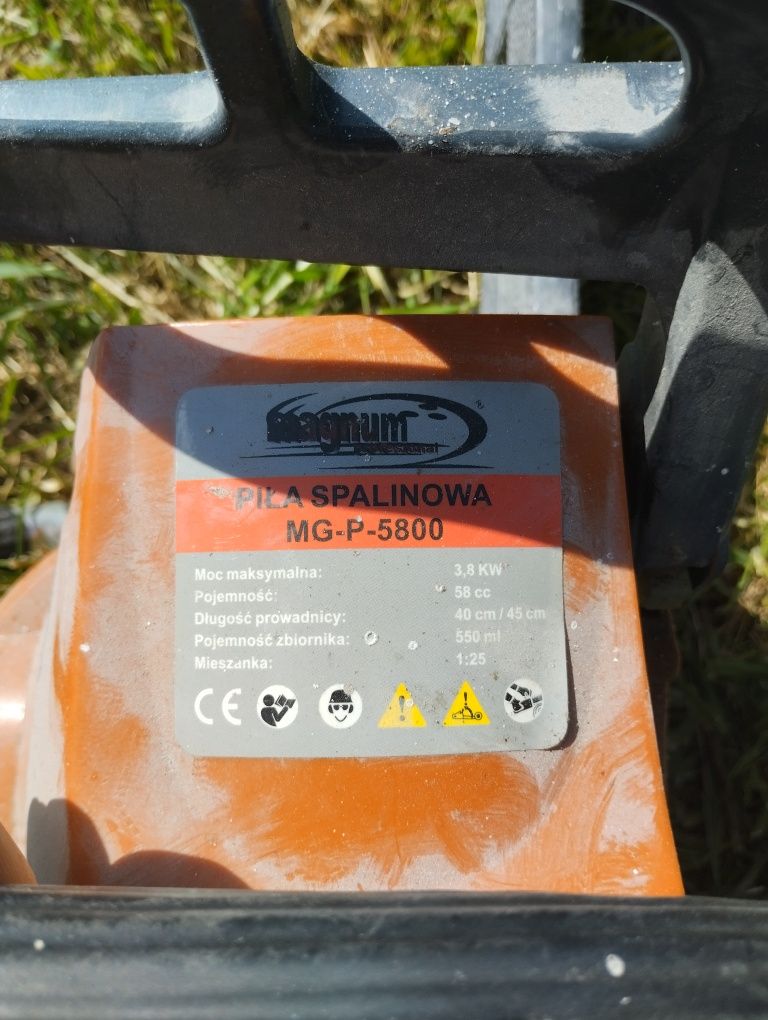 magnum
®
professional
PIŁA SPALINOWA
MG-P-5800
Moc maksymalna: 3,8 KW
Pojemność: 58 cc
Długość prowadnicy: 40 cm / 45 cm
Pojemność zbiornika: 550 ml
Mieszanka: 1:25
CE